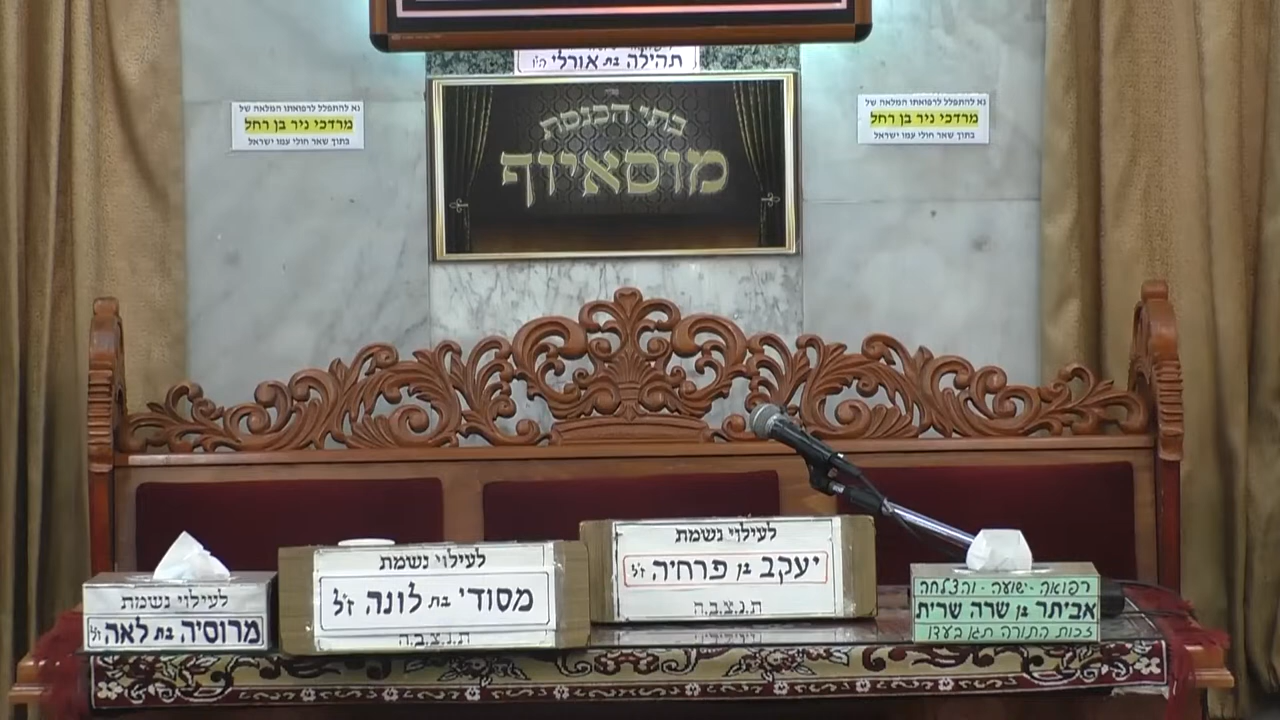 תהילה בת אורלי
נא להתפלל לרפואתו המלאה של
מרדכי ניר בן רחל
בתוך שאר חולי עמו ישראל
בתי הכנסת
מוסאיוף
נא להתפלל לרפואתו המלאה של
מרדכי ניר בן רחל
בתוך שאר חולי עמו ישראל
לעילוי נשמת
מרוסיה בת לאה ז"ל
לעילוי נשמת
מסודי בת לונה ז"ל
ת.נ.צ.ב.ה
לעילוי נשמת
יעקב בן פרחיה ז"ל
ת.נ.צ.ב.ה
רפואה - ישועה - והצלחה
אביתר בן שרה שרית
זכות התורה תגן בעדו